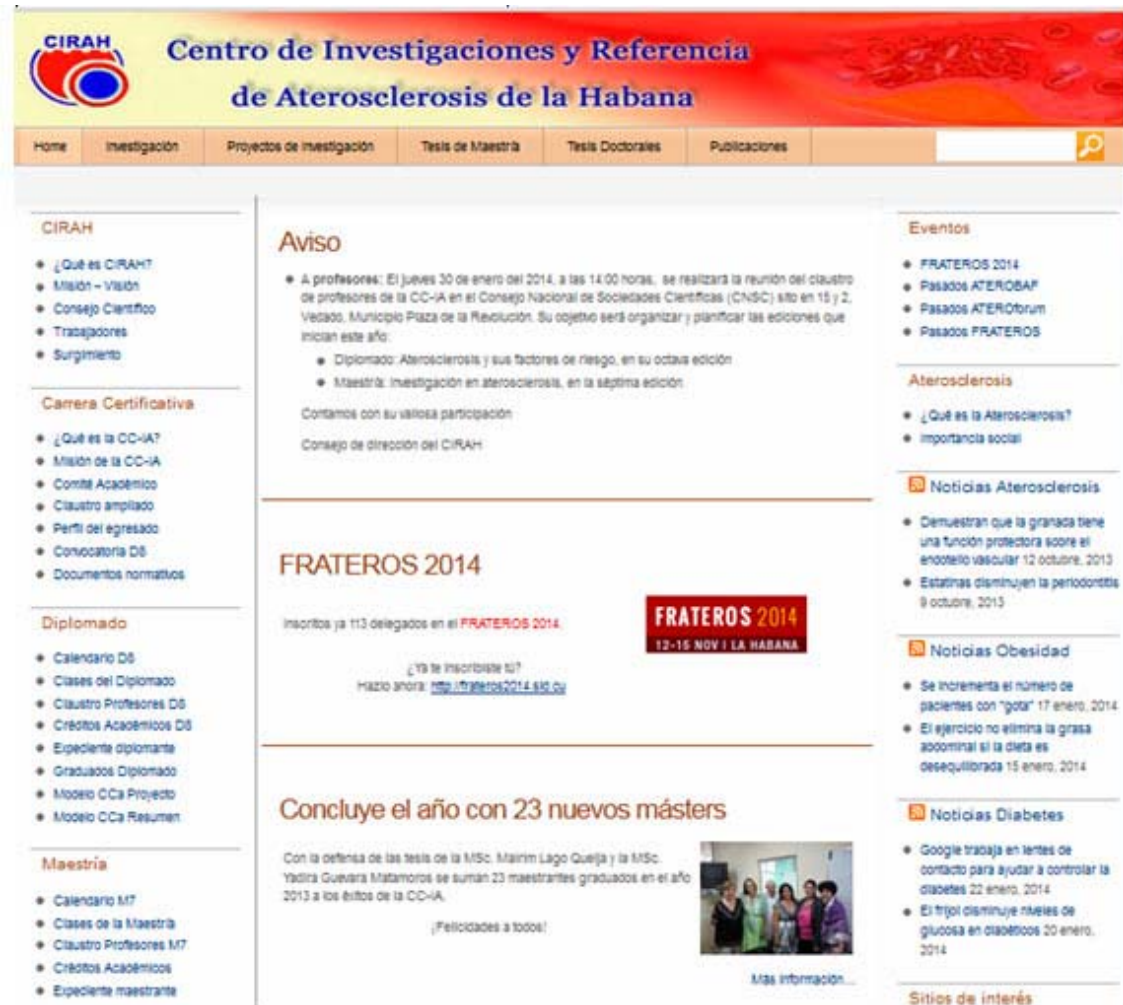 CIRAH
Centro de Investigaciones y Referencia
de Aterosclerosis de la Habana
Home
Investigación
Proyectos de Investigación
Tesis de Maestría
Tesis Doctorales
Publicaciones
CIRAH
¿Qué es CIRAH?
Misión – Visión
Consejo Científico
Trabajadores
Surgimiento
Carrera Certificativa
¿Qué es la CC-IA?
Misión de la CC-IA
Comité Académico
Claustro ampliado
Perfil del egresado
Convocatoria D8
Documentos normativos
Diplomado
Calendario D8
Clases del Diplomado
Claustro Profesores D8
Créditos Académicos D8
Expediente diplomante
Graduados Diplomado
Modelo CCa Proyecto
Modelo CCa Resumen
Maestría
Calendario M7
Clases de la Maestría
Claustro Profesores M7
Créditos Académicos
Expediente maestrante
Aviso
A profesores: El jueves 30 de enero del 2014, a las 14:00 horas, se realizará la reunión del claustro
de profesores de la CC-IA en el Consejo Nacional de Sociedades Científicas (CNSC) sito en 15 y 2,
Vedado, Municipio Plaza de la Revolución. Su objetivo será organizar y planificar las ediciones que
inician este año:
Diplomado: Aterosclerosis y sus factores de riesgo, en su octava edición
Maestría: Investigación en aterosclerosis, en la séptima edición
Contamos con su valiosa participación
Consejo de dirección del CIRAH
FRATEROS 2014
Inscritos ya 113 delegados en el FRATEROS 2014.
¿Ya te inscribiste tú?
Hazlo ahora: http://frateros2014.sld.cu
FRATEROS 2014
12-15 NOV I LA HABANA
Concluye el año con 23 nuevos másters
Con la defensa de las tesis de la MSc. Mairim Lago Queija y la MSc.
Yadira Guevara Matamoros se suman 23 maestrantes graduados en el año
2013 a los éxitos de la CC-IA.
¡Felicidades a todos!
Más información...
Eventos
FRATEROS 2014
Pasados ATEROBAF
Pasados ATEROforum
Pasados FRATEROS
Aterosclerosis
¿Qué es la Aterosclerosis?
Importancia social
Noticias Aterosclerosis
Demuestran que la granada tiene
una función protectora sobre el
endotelio vascular 12 octubre, 2013
Estatinas disminuyen la periodontitis
9 octubre, 2013
Noticias Obesidad
Se incrementa el número de
pacientes con "gota" 17 enero, 2014
El ejercicio no elimina la grasa
abdominal si la dieta es
desequilibrada 15 enero, 2014
Noticias Diabetes
Google trabaja en lentes de
contacto para ayudar a controlar la
diabetes 22 enero, 2014
El frijol disminuye niveles de
glucosa en diabéticos 20 enero,
2014
Sitios de interés